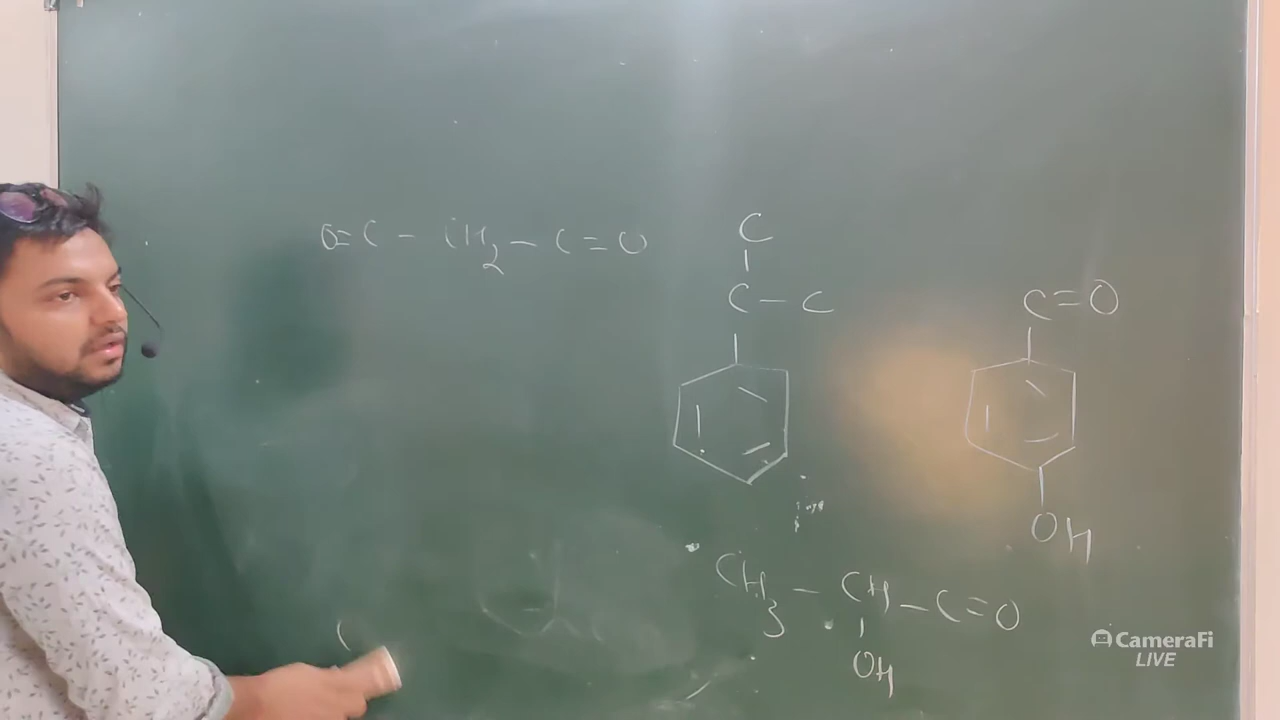 O=C - CH2 - C=O
C
C - C
C=O
OH
CH3 - CH - C=O
OH
CameraFi
LIVE